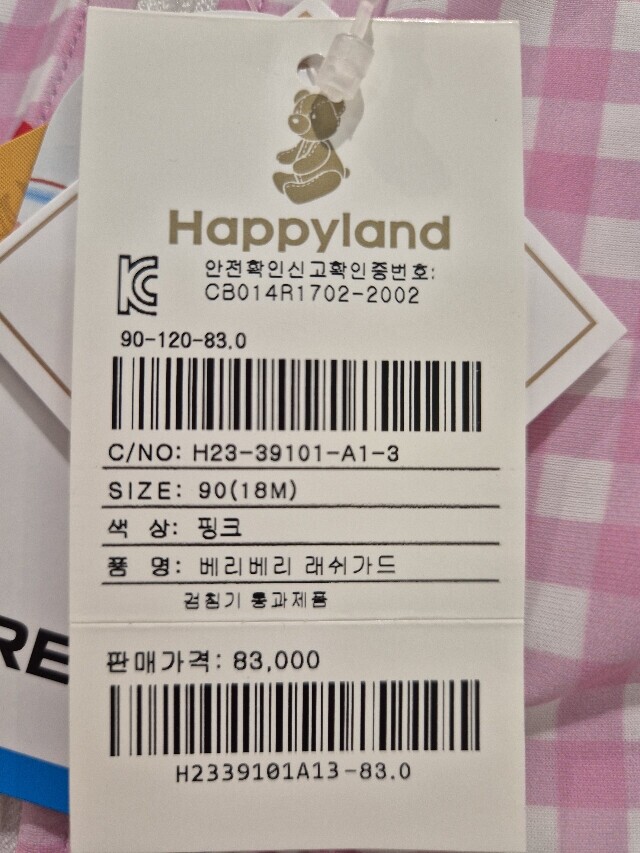 Happyland
안전확인신고확인증번호:
CB014R1702-2002
90-120-83.0
C/NO: H23-39101-A1-3
SIZE: 90(18M)
색 상: 핑크
품 명: 베리베리 래쉬가드
검침기 통과제품
판매가격: 83,000
H2339101A13-83.0
RE